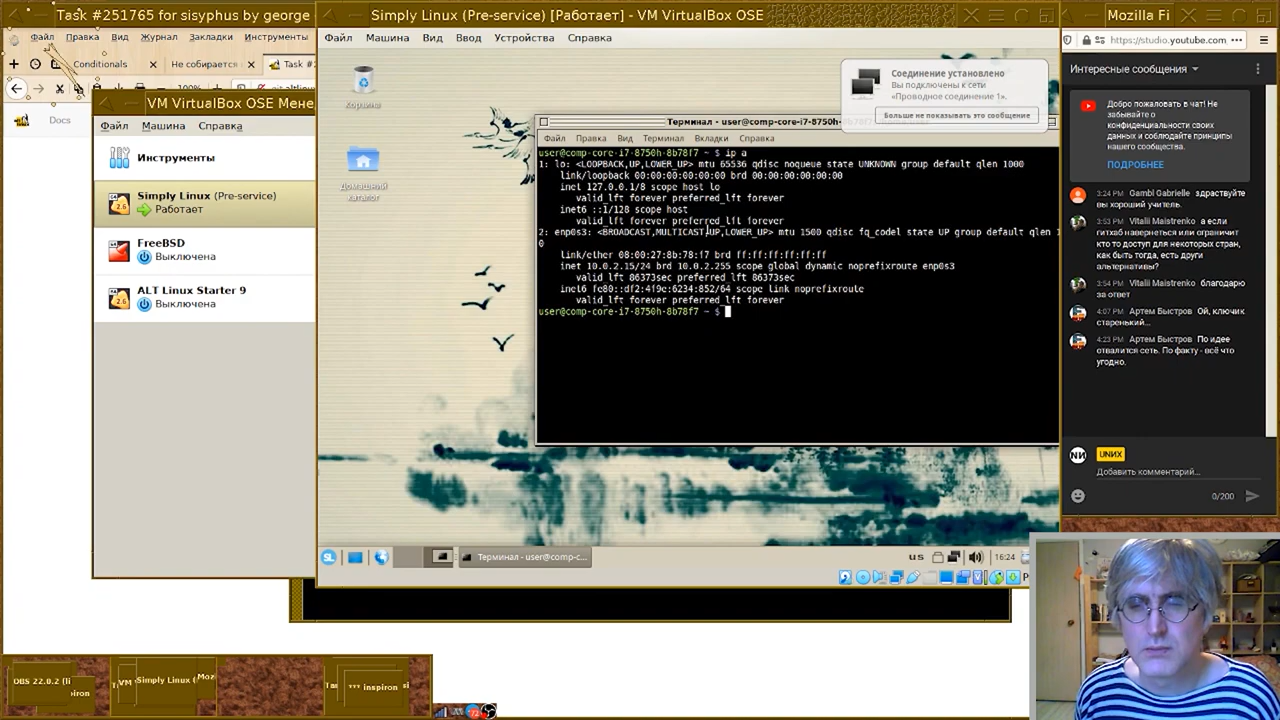 Task #251765 for sisyphus by george
Файл Правка Вид Журнал Закладки Инструменты
Conditionals
Не собирается
Task #
Docs
VM VirtualBox OSE Мене
Файл Машина Справка
Инструменты
Simply Linux (Pre-service)
Работает
FreeBSD
Выключена
ALT Linux Starter 9
Выключена
Simply Linux (Pre-service) [Работает] - VM VirtualBox OSE
Файл Машина Вид Ввод Устройства Справка
Корзина
Домашний
каталог
Соединение установлено
Вы подключены к сети
«Проводное соединение 1».
Больше не показывать это сообщение
Терминал - user@comp-core-i7-8750h-8b78f7
Файл Правка Вид Терминал Вкладки Справка
user@comp-core-i7-8750h-8b78f7 ~ $ ip a
1: lo: <LOOPBACK,UP,LOWER_UP> mtu 65536 qdisc noqueue state UNKNOWN group default qlen 1000
link/loopback 00:00:00:00:00:00 brd 00:00:00:00:00:00
inet 127.0.0.1/8 scope host lo
valid_lft forever preferred_lft forever
inet6 ::1/128 scope host
valid_lft forever preferred_lft forever
2: enp0s3: <BROADCAST,MULTICAST,UP,LOWER_UP> mtu 1500 qdisc fq_codel state UP group default qlen 1
0
link/ether 08:00:27:8b:78:f7 brd ff:ff:ff:ff:ff:ff
inet 10.0.2.15/24 brd 10.0.2.255 scope global dynamic noprefixroute enp0s3
valid_lft 86373sec preferred_lft 86373sec
inet6 fe80::df2:4f9c:6234:852/64 scope link noprefixroute
valid_lft forever preferred_lft forever
user@comp-core-i7-8750h-8b78f7 ~ $
Терминал - user@comp-c...
us
16:24
Mozilla Fi
https://studio.youtube.com
Интересные сообщения
Добро пожаловать в чат! Не
забывайте о
конфиденциальности своих
данных и соблюдайте принципы
нашего сообщества.
ПОДРОБНЕЕ
3:24 PM Gambl Gabrielle здраствуйте
вы хороший учитель.
3:53 PM Vitalii Maistrenko а если
гитхаб навернеться или ограничит
кто то доступ для некоторых стран,
как быть тогда, есть други
альтернативы?
3:54 PM Vitalii Maistrenko благодарю
за ответ
4:07 PM Артем Быстров Ой, ключик
старенький...
4:23 PM Артем Быстров По идее
отвалится сеть. По факту - всё что
угодно.
UNIX
Добавить комментарий...
0/200
OBS 22.0.2 (li
piron
VM
Simply Linux (
Moz
*** inspiron
si
72